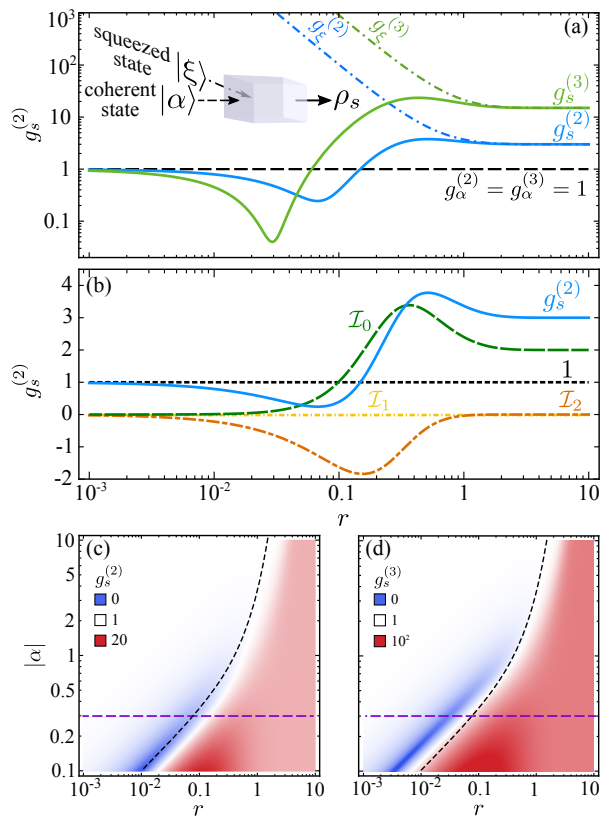 (a)
g_s^(2)
10³
10²
10
1
0.1
squeezed
state
|ξ⟩
coherent
state
|α⟩
ρ_s
g_ξ^(2)
g_ξ^(3)
g_s^(3)
g_s^(2)
g_α^(2) = g_α^(3) = 1
(b)
g_s^(2)
4
3
2
1
0
-1
-2
I₀
g_s^(2)
1
I₁
I₂
10⁻³ 10⁻² 0.1 1 10
r
(c)
|α|
10
5
2
1
0.5
0.2
0.1
g_s^(2)
0
1
20
10⁻³ 10⁻² 0.1 1 10
r
(d)
g_s^(3)
0
1
10²
10⁻³ 10⁻² 0.1 1 10
r